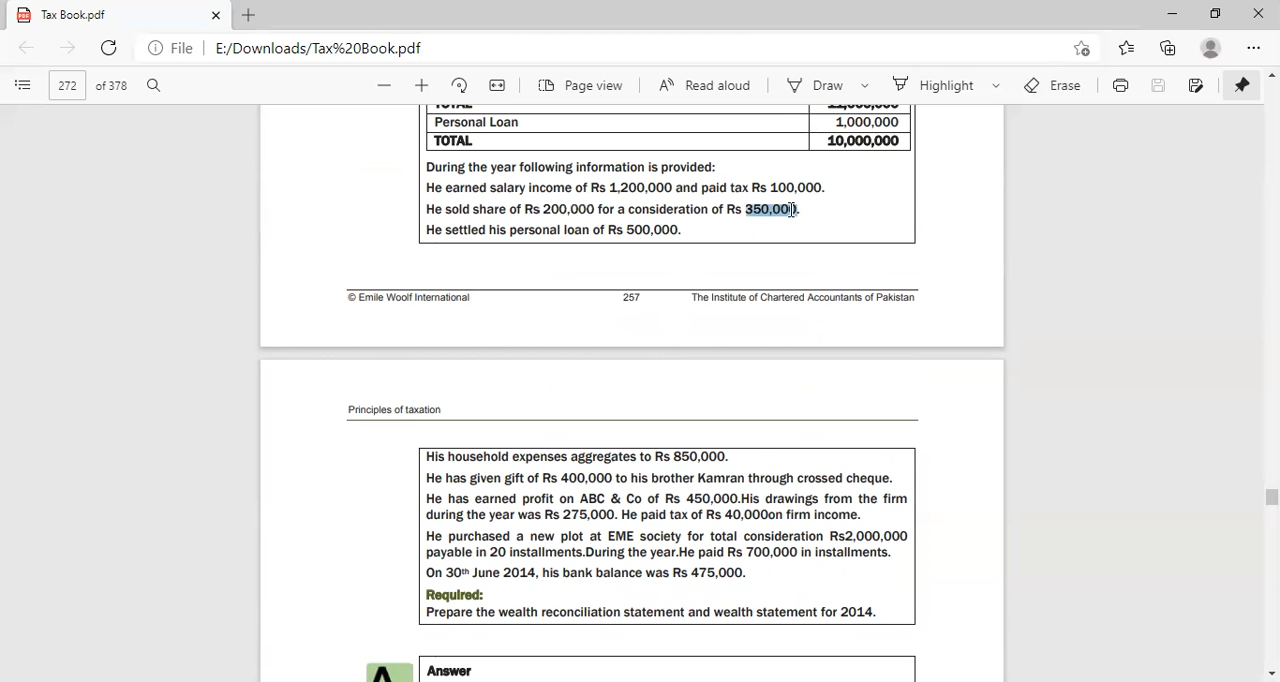 Tax Book.pdf
File E:/Downloads/Tax%20Book.pdf
272 of 378 Page view Read aloud Draw Highlight Erase
TOTAL 11,000,000
Personal Loan 1,000,000
TOTAL 10,000,000
During the year following information is provided:
He earned salary income of Rs 1,200,000 and paid tax Rs 100,000.
He sold share of Rs 200,000 for a consideration of Rs 350,000.
He settled his personal loan of Rs 500,000.
© Emile Woolf International 257 The Institute of Chartered Accountants of Pakistan
Principles of taxation
His household expenses aggregates to Rs 850,000.
He has given gift of Rs 400,000 to his brother Kamran through crossed cheque.
He has earned profit on ABC & Co of Rs 450,000.His drawings from the firm
during the year was Rs 275,000. He paid tax of Rs 40,000on firm income.
He purchased a new plot at EME society for total consideration Rs2,000,000
payable in 20 installments.During the year.He paid Rs 700,000 in installments.
On 30th June 2014, his bank balance was Rs 475,000.
Required:
Prepare the wealth reconciliation statement and wealth statement for 2014.
A Answer